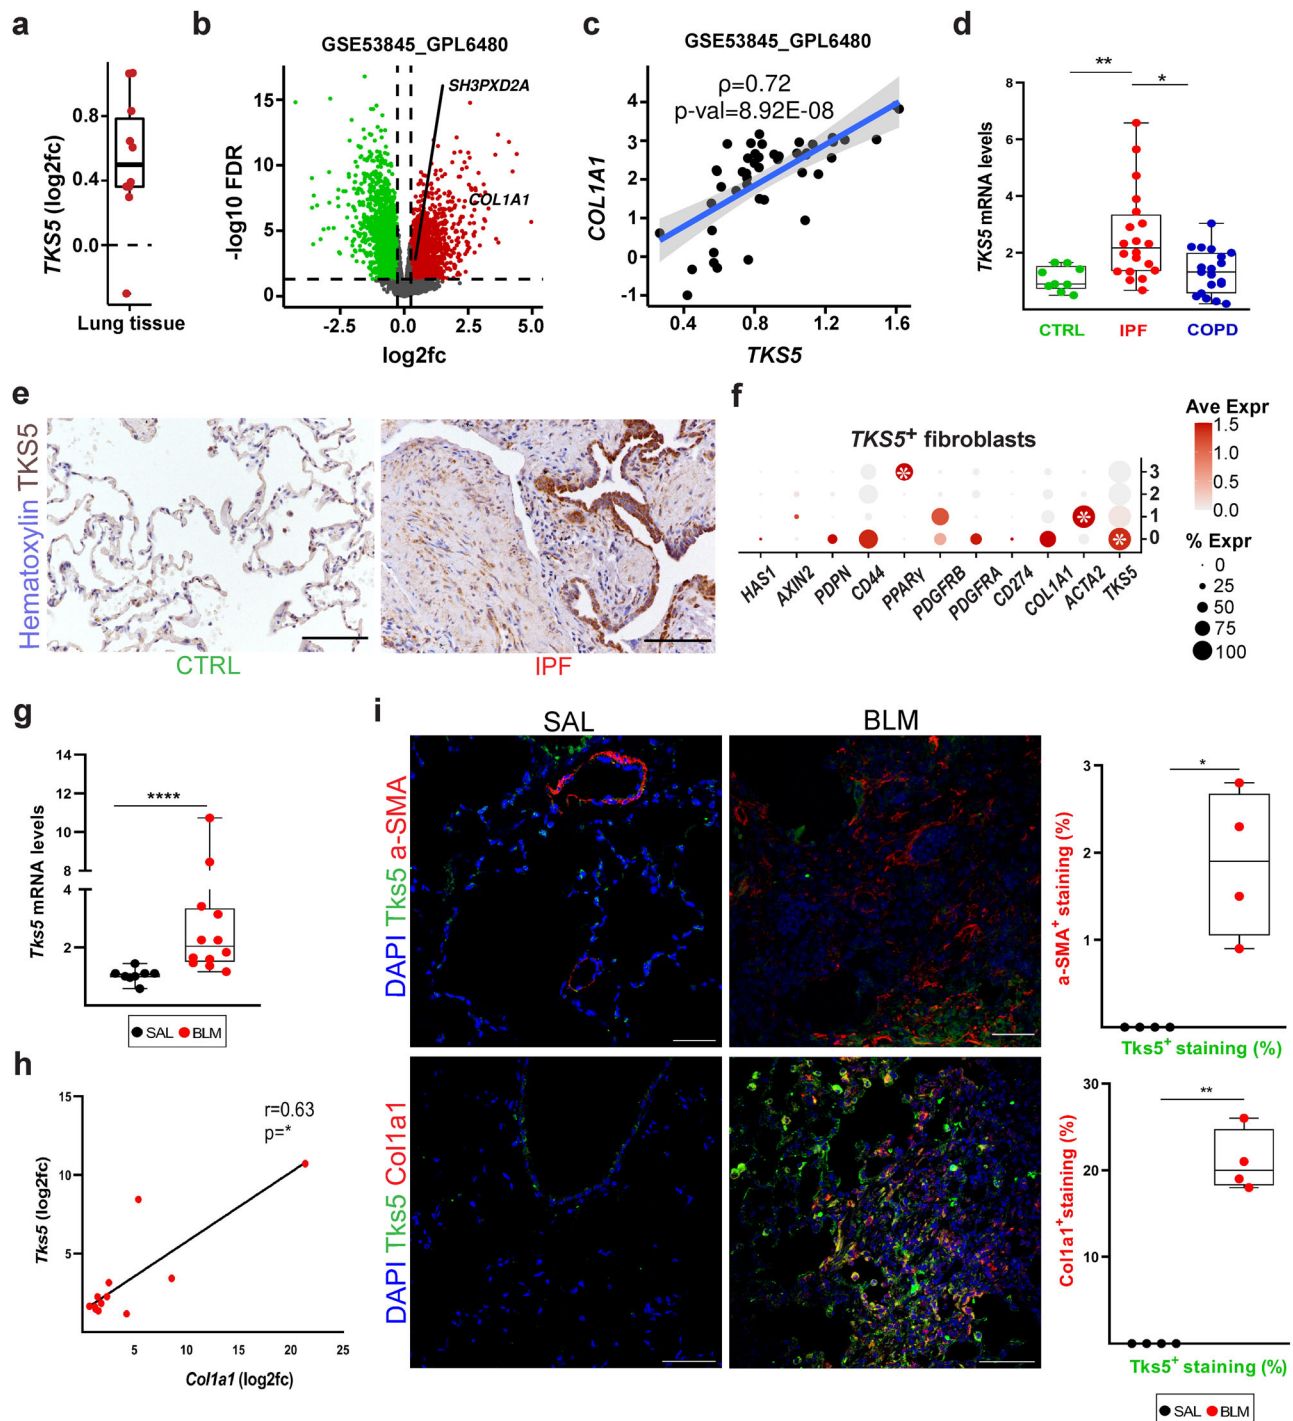 a
TKS5 (log2fc)
0.8
0.4
0.0
Lung tissue
b
GSE53845_GPL6480
SH3PXD2A
COL1A1
-log10 FDR
15
10
5
0
-2.5
0.0
2.5
5.0
log2fc
c
GSE53845_GPL6480
ρ=0.72
p-val=8.92E-08
COL1A1
4
3
2
1
0
-1
0.4
0.8
1.2
1.6
TKS5
d
**
*
TKS5 mRNA levels
8
6
4
2
CTRL
IPF
COPD
e
Hematoxylin TKS5
CTRL
IPF
f
TKS5+ fibroblasts
3
2
1
0
HAS1
AXIN2
PDPN
CD44
PPARγ
PDGFRB
PDGFRA
CD274
COL1A1
ACTA2
TKS5
Ave Expr
1.5
1.0
0.5
0.0
% Expr
0
25
50
75
100
g
Tks5 mRNA levels
14
12
10
8
4
2
****
SAL BLM
h
Tks5 (log2fc)
15
10
5
r=0.63
p=*
5
10
15
20
25
Col1a1 (log2fc)
i
SAL
BLM
DAPI Tks5 a-SMA
DAPI Tks5 Col1a1
a-SMA+ staining (%)
3
2
1
*
Tks5+ staining (%)
Col1a1+staining (%)
30
20
10
**
Tks5+ staining (%)
SAL BLM